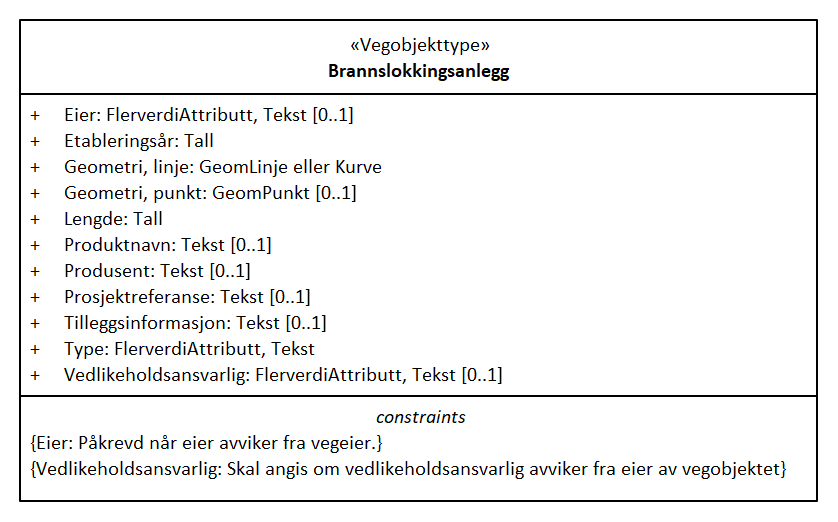 «Vegobjekttype»
Brannslokkingsanlegg
+ Eier: FlerverdiAttributt, Tekst [0..1]
+ Etableringsår: Tall
+ Geometri, linje: GeomLinje eller Kurve
+ Geometri, punkt: GeomPunkt [0..1]
+ Lengde: Tall
+ Produktnavn: Tekst [0..1]
+ Produsent: Tekst [0..1]
+ Prosjektreferanse: Tekst [0..1]
+ Tilleggsinformasjon: Tekst [0..1]
+ Type: FlerverdiAttributt, Tekst
+ Vedlikeholdsansvarlig: FlerverdiAttributt, Tekst [0..1]
constraints
{Eier: Påkrevd når eier avviker fra vegeier.}
{Vedlikeholdsansvarlig: Skal angis om vedlikeholdsansvarlig avviker fra eier av vegobjektet}